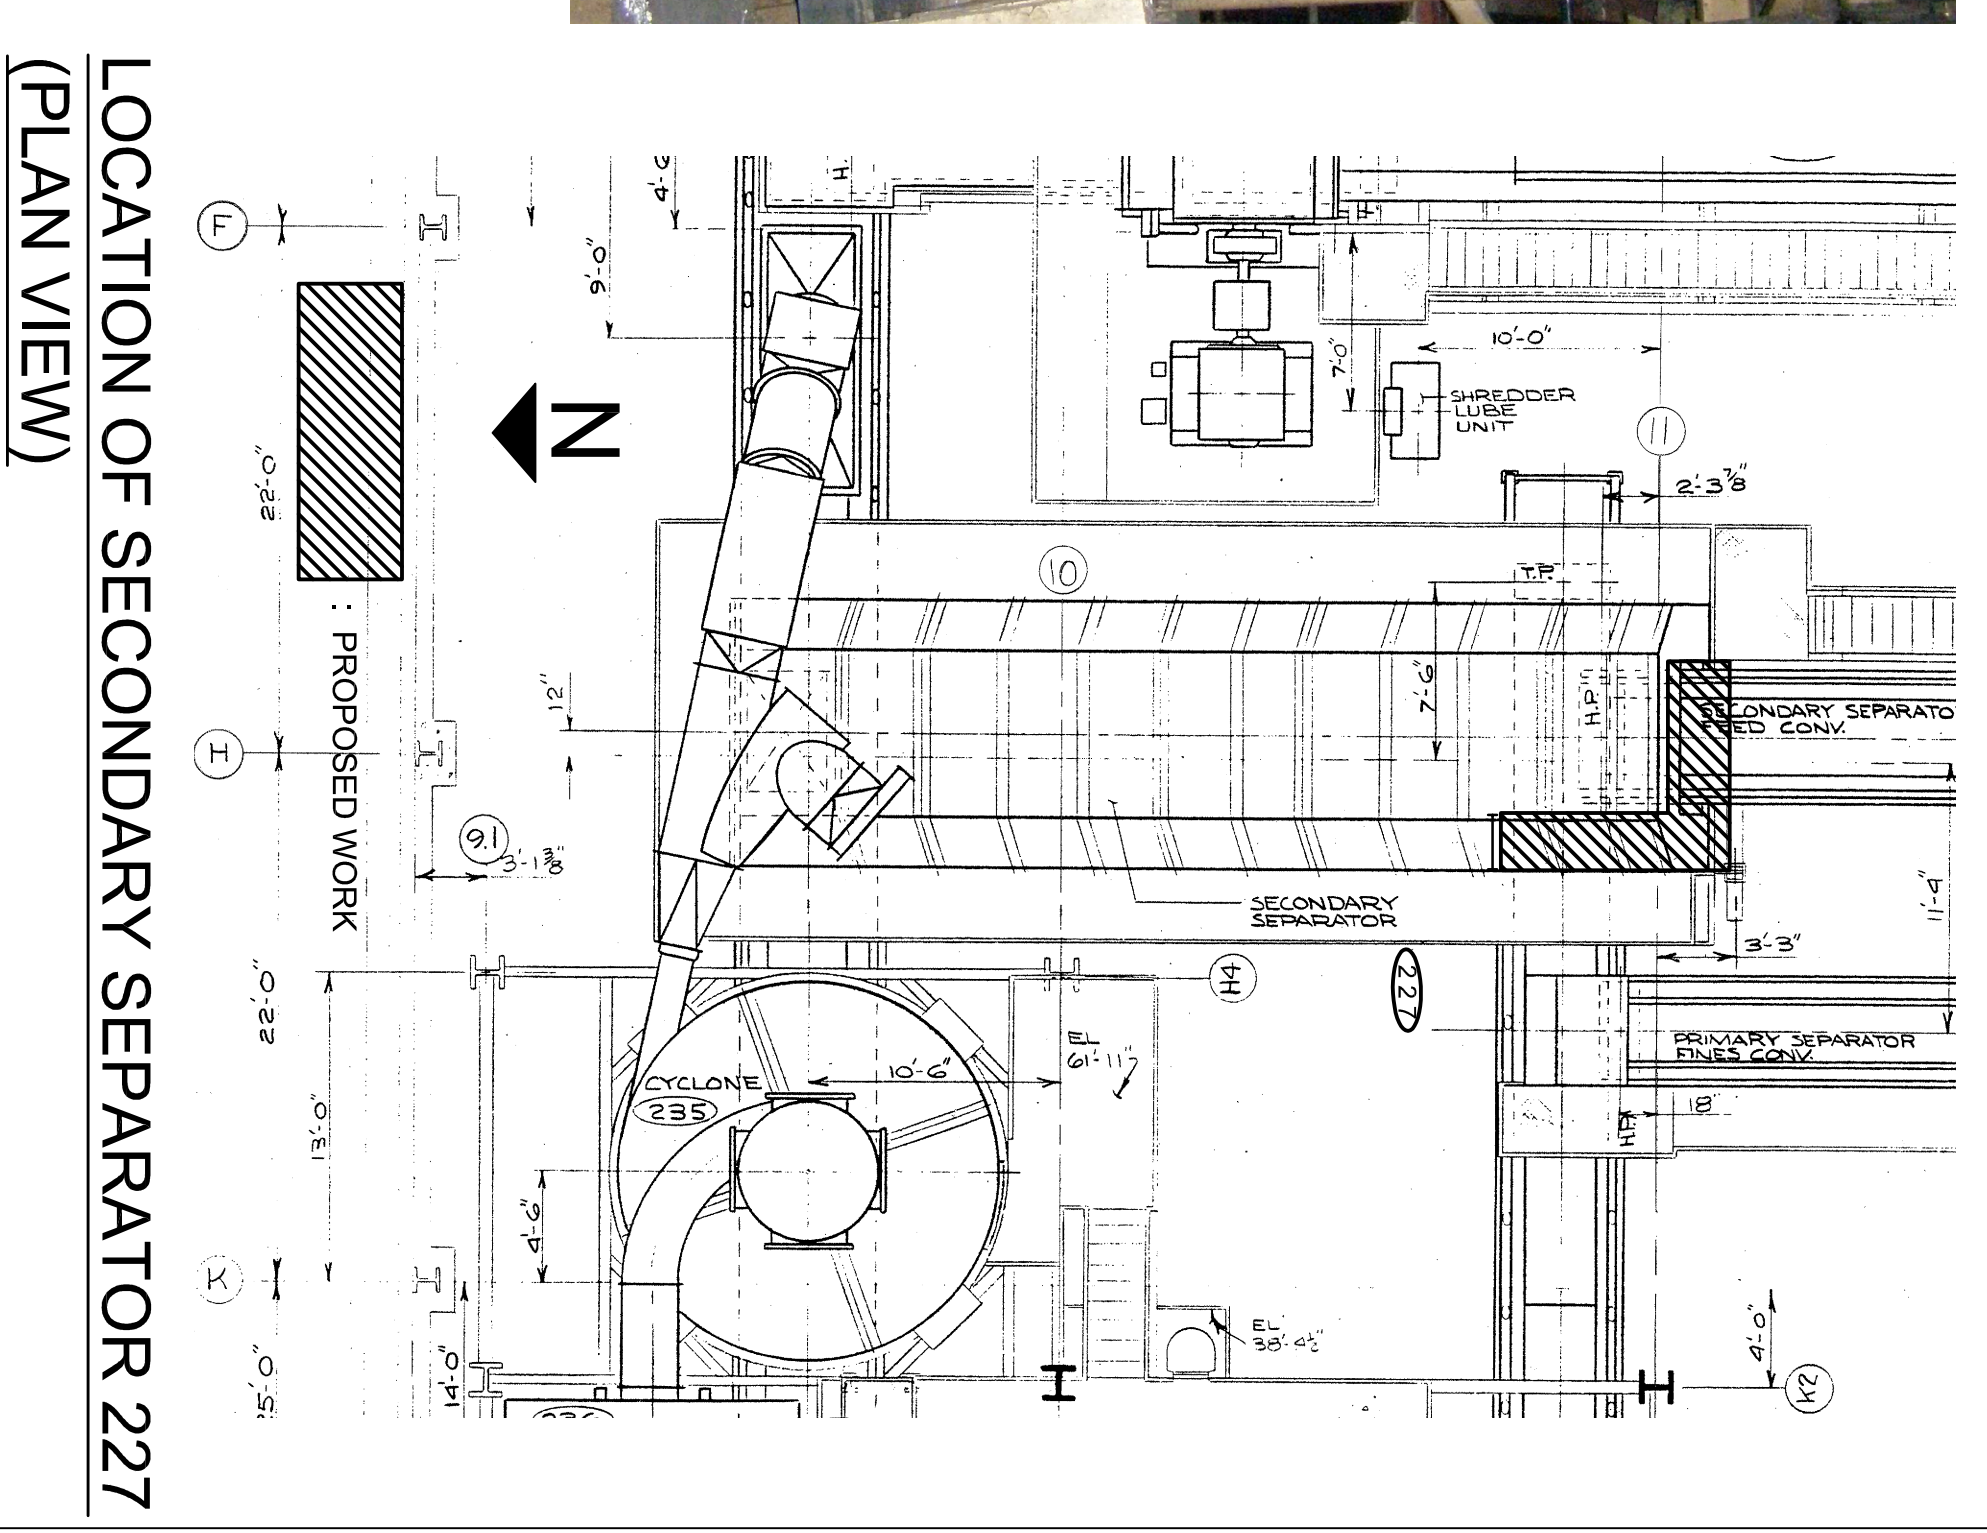 LOCATION OF SECONDARY SEPARATOR 227
(PLAN VIEW)
: PROPOSED WORK
N
F
H
K
9.1
10
11
H4
K2
227
22'-0"
22'-0"
13'-0"
14'-0"
9'-0"
12"
3'-1 3/8"
H.
7'-0"
10'-0"
SHREDDER
LUBE
UNIT
2'-3 7/8"
T.P.
7'-6"
H.P.
SECONDARY SEPARATO
FEED CONV.
SECONDARY
SEPARATOR
11'-4"
3'-3"
PRIMARY SEPARATOR
FINES CONV.
18"
H.P.
EL
61'-11"
10'-6"
CYCLONE
235
4'-6"
EL
38'-4½"
4'-0"